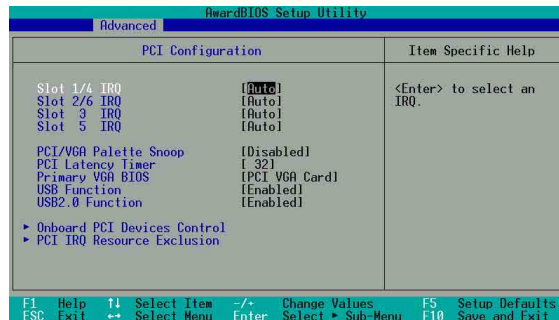 AwardBIOS Setup Utility
Advanced
PCI Configuration
Item Specific Help
Slot 1/4 IRQ [Auto]
<Enter> to select an
Slot 2/6 IRQ [Auto]
IRQ.
Slot 3 IRQ [Auto]
Slot 5 IRQ [Auto]
PCI/VGA Palette Snoop [Disabled]
PCI Latency Timer [ 32]
Primary VGA BIOS [PCI VGA Card]
USB Function [Enabled]
USB2.0 Function [Enabled]
► Onboard PCI Devices Control
► PCI IRQ Resource Exclusion
F1 Help ↑↓ Select Item -/+ Change Values F5 Setup Defaults
ESC Exit ←→ Select Menu Enter Select ► Sub-Menu F10 Save and Exit